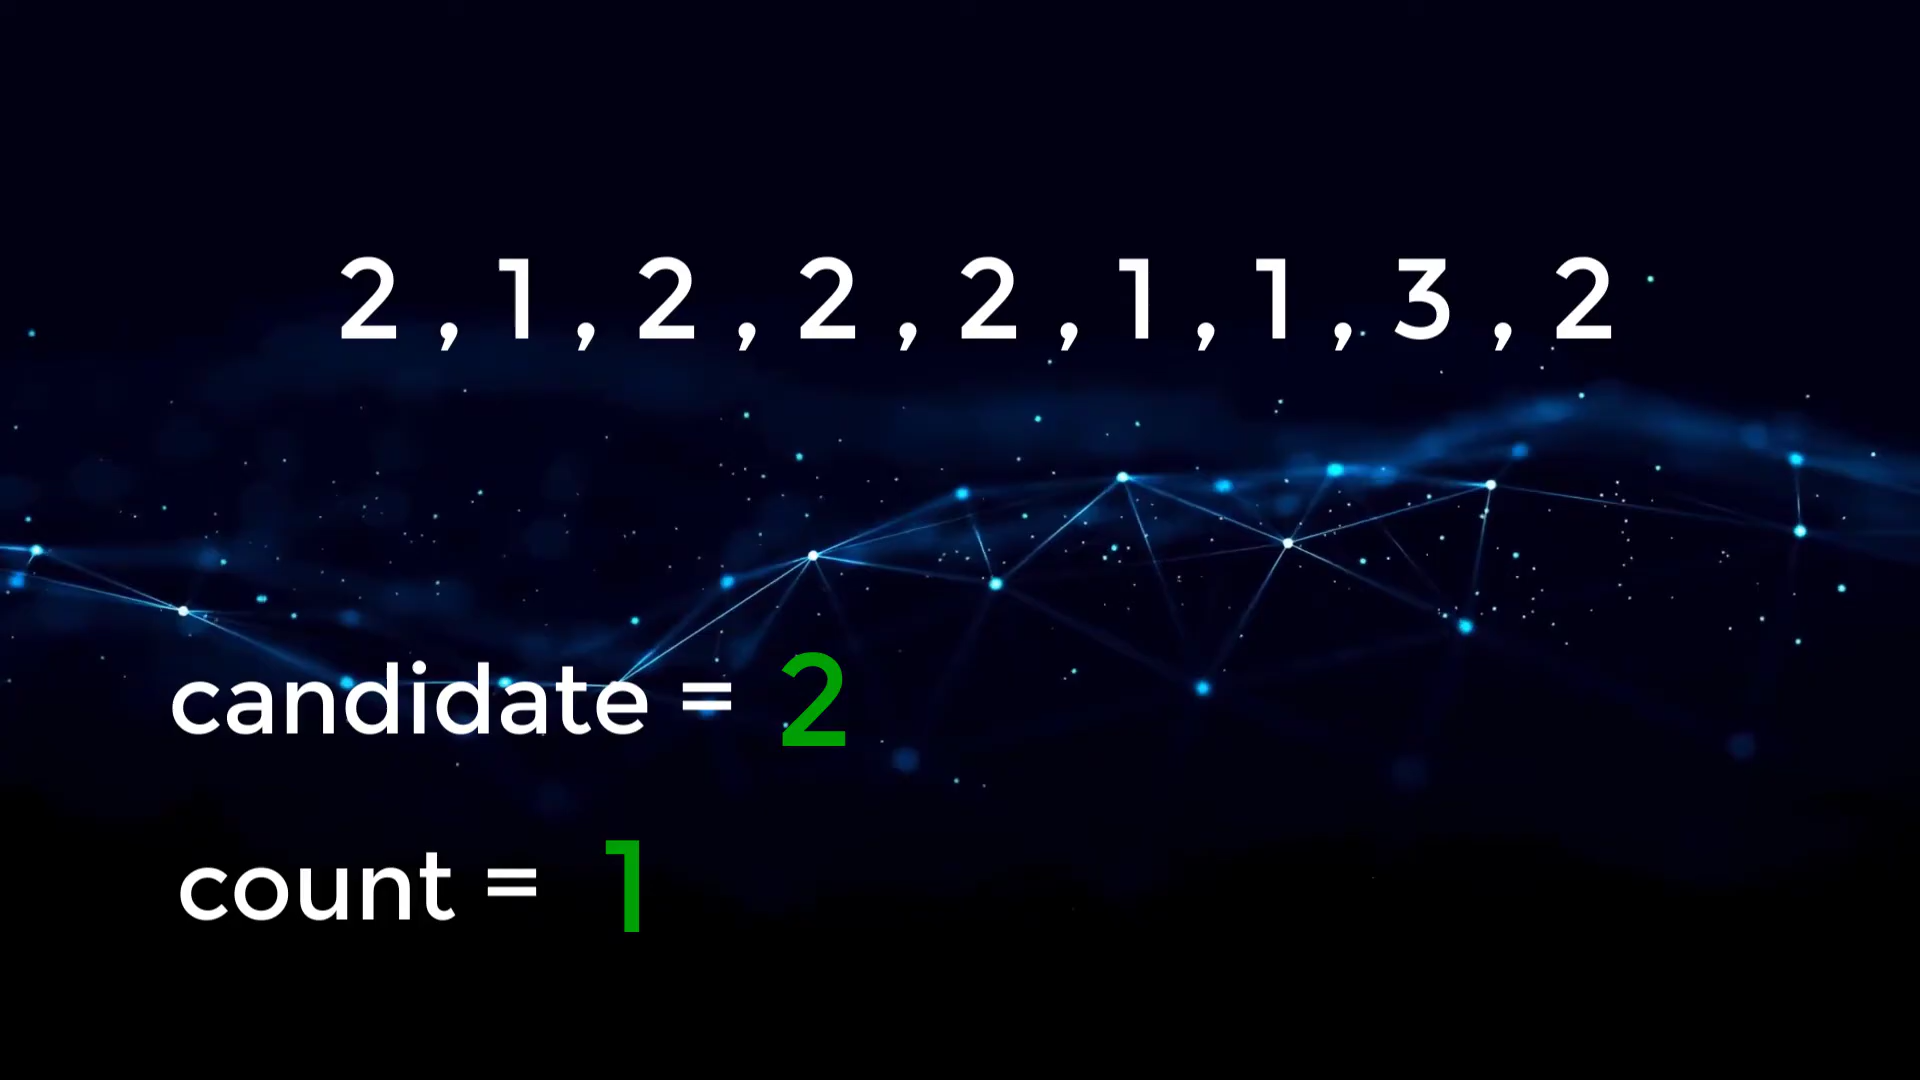 2 , 1 , 2 , 2 , 2 , 1 , 1 , 3 , 2
candidate = 2
count = 1